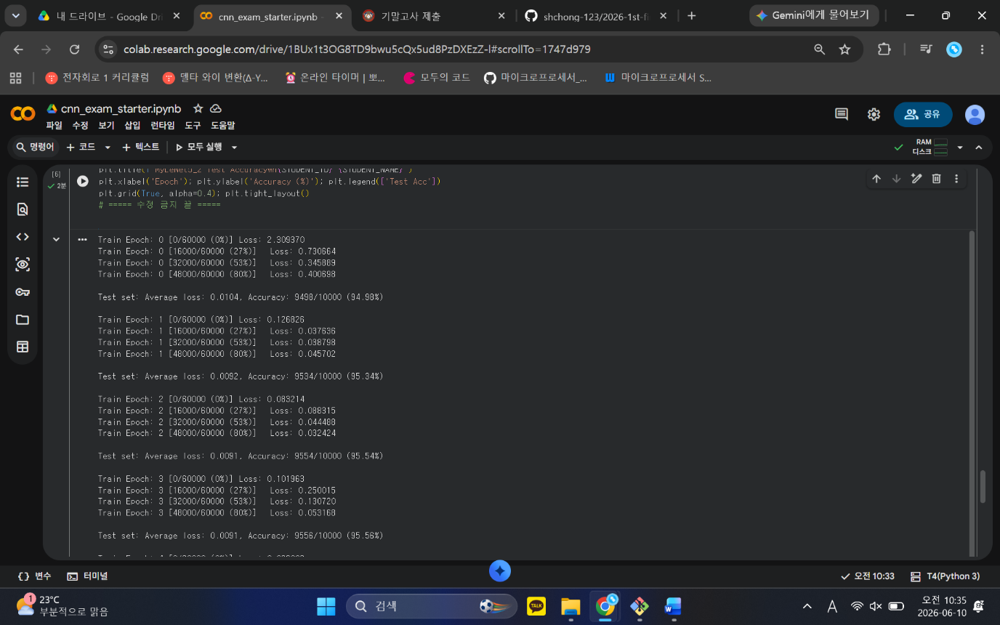 내 드라이브 - Google Dri
cnn_exam_starter.ipynb
기말고사 제출
shchong-123/2026-1st-fi
Gemini에게 물어보기
colab.research.google.com/drive/1BUx1t3OG8TD9bwu5cQx5ud8PzDXEzZ-l#scrollTo=1747d979
전자회로 1 커리큘럼
델타 와이 변환(Δ-Y...
온라인 타이머 | 뽀...
모두의 코드
마이크로프로세서_...
마이크로프로세서 S...
cnn_exam_starter.ipynb
공유
파일 수정 보기 삽입 런타임 도구 도움말
명령어 + 코드 + 텍스트 모두 실행
RAM
디스크
[6]
2분
plt.title(f'MyLeNet5_2 Test Accuracy\n{STUDENT_ID} {STUDENT_NAME}')
plt.xlabel('Epoch'); plt.ylabel('Accuracy (%)'); plt.legend(['Test Acc'])
plt.grid(True, alpha=0.4); plt.tight_layout()
# ===== 수정 금지 끝 =====
Train Epoch: 0 [0/60000 (0%)] Loss: 2.309370
Train Epoch: 0 [16000/60000 (27%)] Loss: 0.730664
Train Epoch: 0 [32000/60000 (53%)] Loss: 0.345889
Train Epoch: 0 [48000/60000 (80%)] Loss: 0.400698
Test set: Average loss: 0.0104, Accuracy: 9498/10000 (94.98%)
Train Epoch: 1 [0/60000 (0%)] Loss: 0.126826
Train Epoch: 1 [16000/60000 (27%)] Loss: 0.037636
Train Epoch: 1 [32000/60000 (53%)] Loss: 0.038798
Train Epoch: 1 [48000/60000 (80%)] Loss: 0.045702
Test set: Average loss: 0.0092, Accuracy: 9534/10000 (95.34%)
Train Epoch: 2 [0/60000 (0%)] Loss: 0.083214
Train Epoch: 2 [16000/60000 (27%)] Loss: 0.088315
Train Epoch: 2 [32000/60000 (53%)] Loss: 0.044488
Train Epoch: 2 [48000/60000 (80%)] Loss: 0.032424
Test set: Average loss: 0.0091, Accuracy: 9554/10000 (95.54%)
Train Epoch: 3 [0/60000 (0%)] Loss: 0.101963
Train Epoch: 3 [16000/60000 (27%)] Loss: 0.250015
Train Epoch: 3 [32000/60000 (53%)] Loss: 0.130720
Train Epoch: 3 [48000/60000 (80%)] Loss: 0.053168
Test set: Average loss: 0.0091, Accuracy: 9556/10000 (95.56%)
변수
터미널
오전 10:33
T4(Python 3)
1
23°C
부분적으로 맑음
검색
TALK
A
오전 10:35
2026-06-10